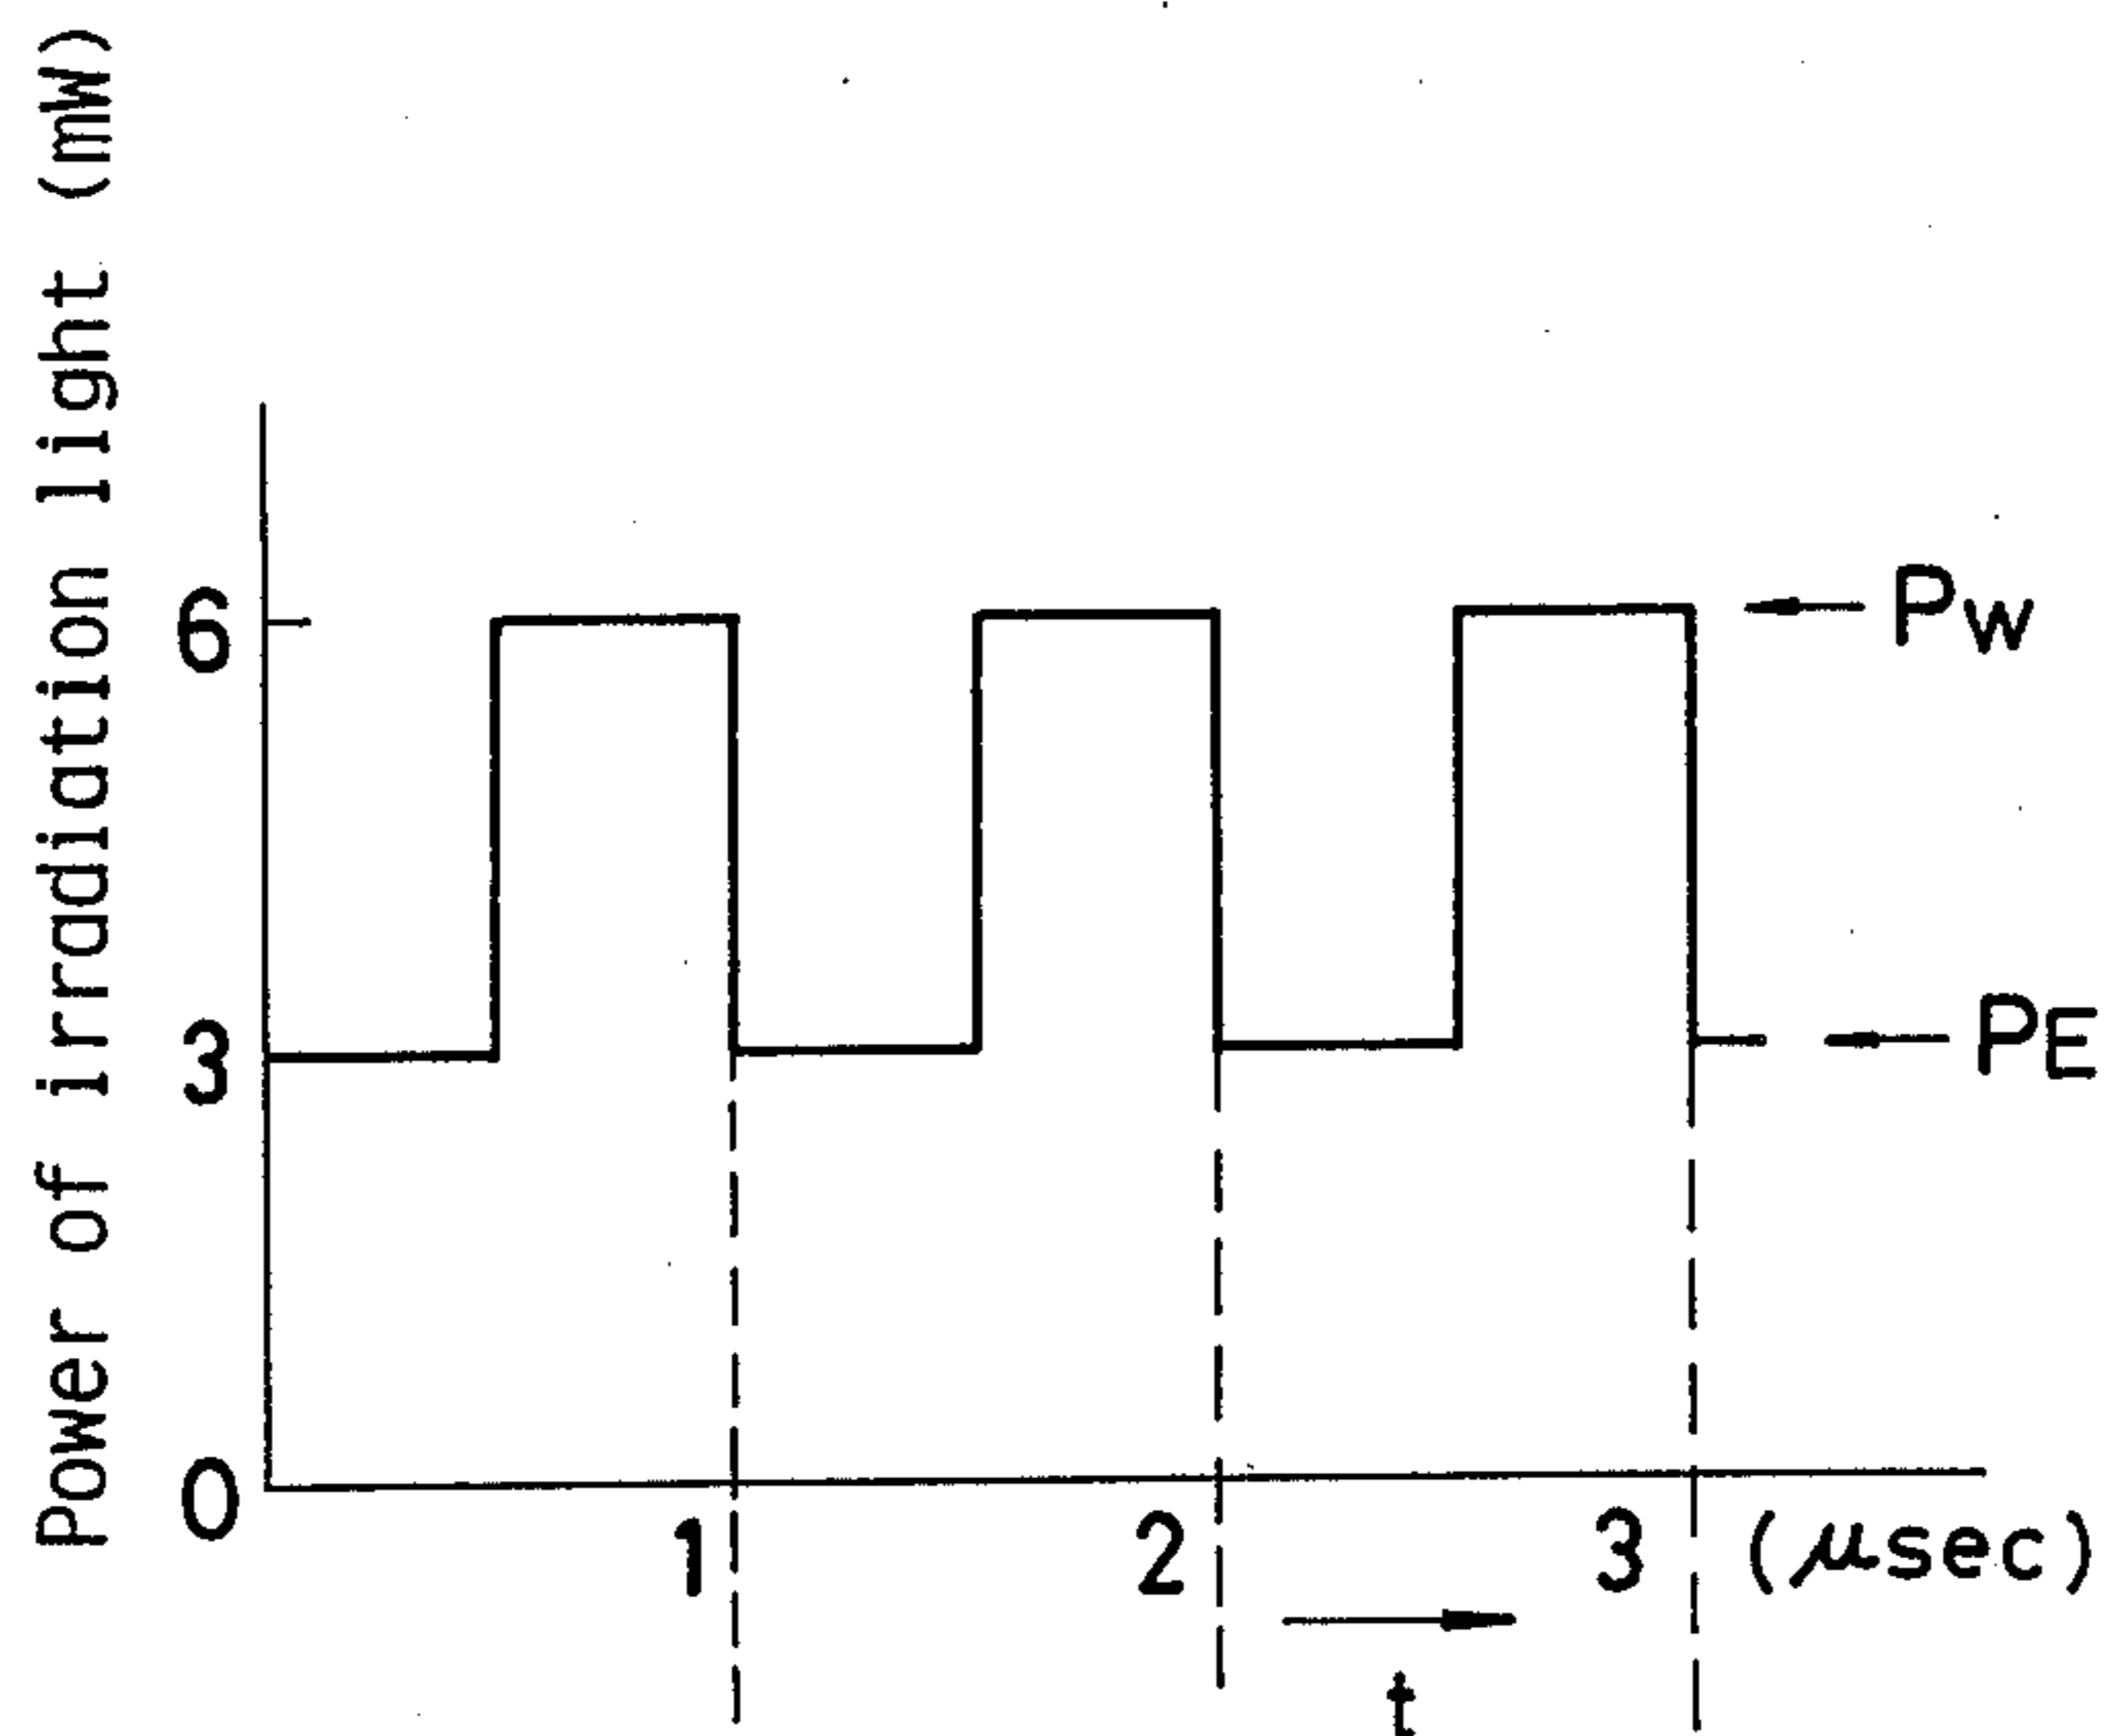 Power of irradiation light (mW)
6
PW
3
PE
0
1
2
3
(μsec)
t